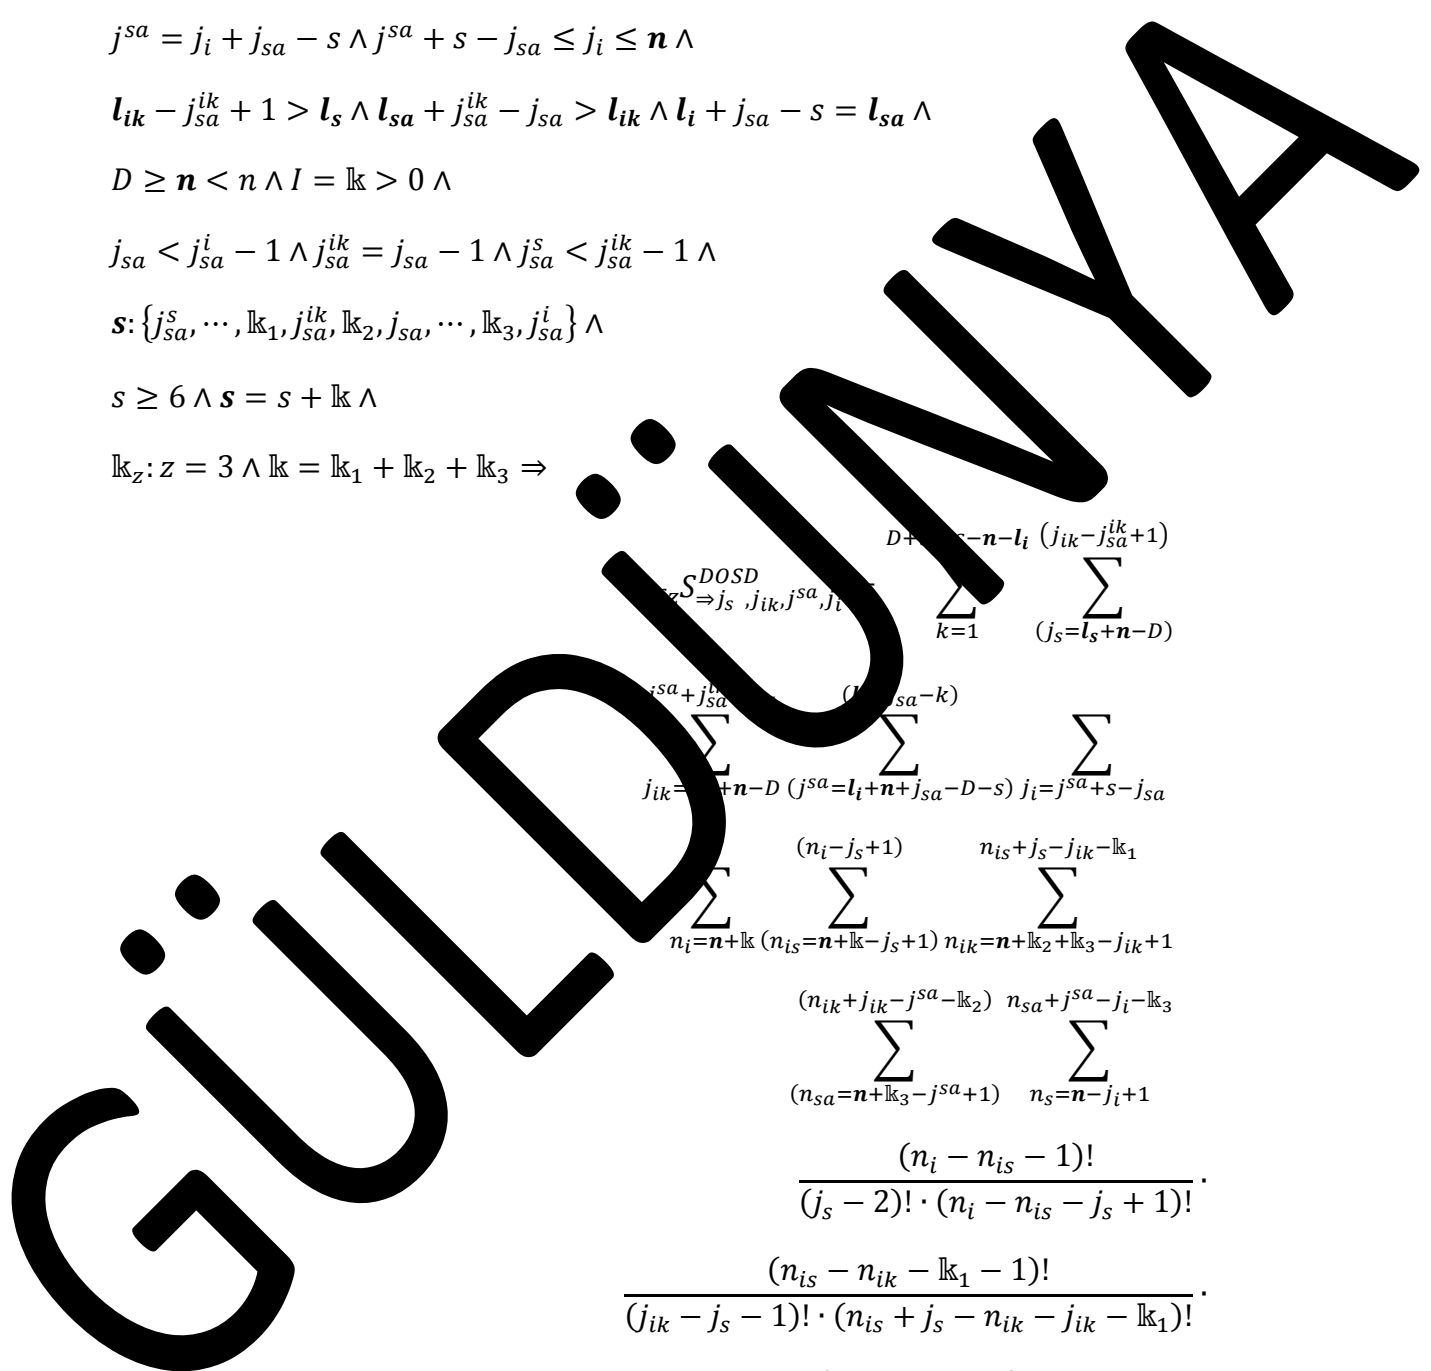 j^{sa} = j_i + j_{sa} − s ∧ j^{sa} + s − j_{sa} ≤ j_i ≤ 𝒏 ∧
𝒍_{𝒊𝒌} − j_{sa}^{ik} + 1 > 𝒍_𝒔 ∧ 𝒍_{𝒔𝒂} + j_{sa}^{ik} − j_{sa} > 𝒍_{𝒊𝒌} ∧ 𝒍_𝒊 + j_{sa} − s = 𝒍_{𝒔𝒂} ∧
D ≥ 𝒏 < n ∧ I = 𝕜 > 0 ∧
j_{sa} < j_{sa}^i − 1 ∧ j_{sa}^{ik} = j_{sa} − 1 ∧ j_{sa}^s < j_{sa}^{ik} − 1 ∧
𝒔: {j_{sa}^s, ⋯ , 𝕜_1, j_{sa}^{ik}, 𝕜_2, j_{sa}, ⋯ , 𝕜_3, j_{sa}^i} ∧
s ≥ 6 ∧ 𝒔 = s + 𝕜 ∧
𝕜_z: z = 3 ∧ 𝕜 = 𝕜_1 + 𝕜_2 + 𝕜_3 ⇒
S_{⇒j_s ,j_{ik},j^{sa},j_i}^{DOSD} ∑_{k=1}^{−𝒏−𝒍_𝒊} ∑_{(j_s=𝒍_𝒔+𝒏−D)}^{(j_{ik}−j_{sa}^{ik}+1)}
∑_{j_{ik}= +𝒏−D} ∑_{(j^{sa}=𝒍_𝒊+𝒏+j_{sa}−D−s)}^{−k)} ∑_{j_i=j^{sa}+s−j_{sa}}
∑_{n_i=𝒏+𝕜} ∑_{(n_{is}=𝒏+𝕜−j_s+1)}^{(n_i−j_s+1)} ∑_{n_{ik}=𝒏+𝕜_2+𝕜_3−j_{ik}+1}^{n_{is}+j_s−j_{ik}−𝕜_1}
∑_{(n_{sa}=𝒏+𝕜_3−j^{sa}+1)}^{(n_{ik}+j_{ik}−j^{sa}−𝕜_2)} ∑_{n_s=𝒏−j_i+1}^{n_{sa}+j^{sa}−j_i−𝕜_3}
(n_i − n_{is} − 1)!
(j_s − 2)! · (n_i − n_{is} − j_s + 1)! ·
(n_{is} − n_{ik} − 𝕜_1 − 1)!
(j_{ik} − j_s − 1)! · (n_{is} + j_s − n_{ik} − j_{ik} − 𝕜_1)! ·
GÜLDÜNYA